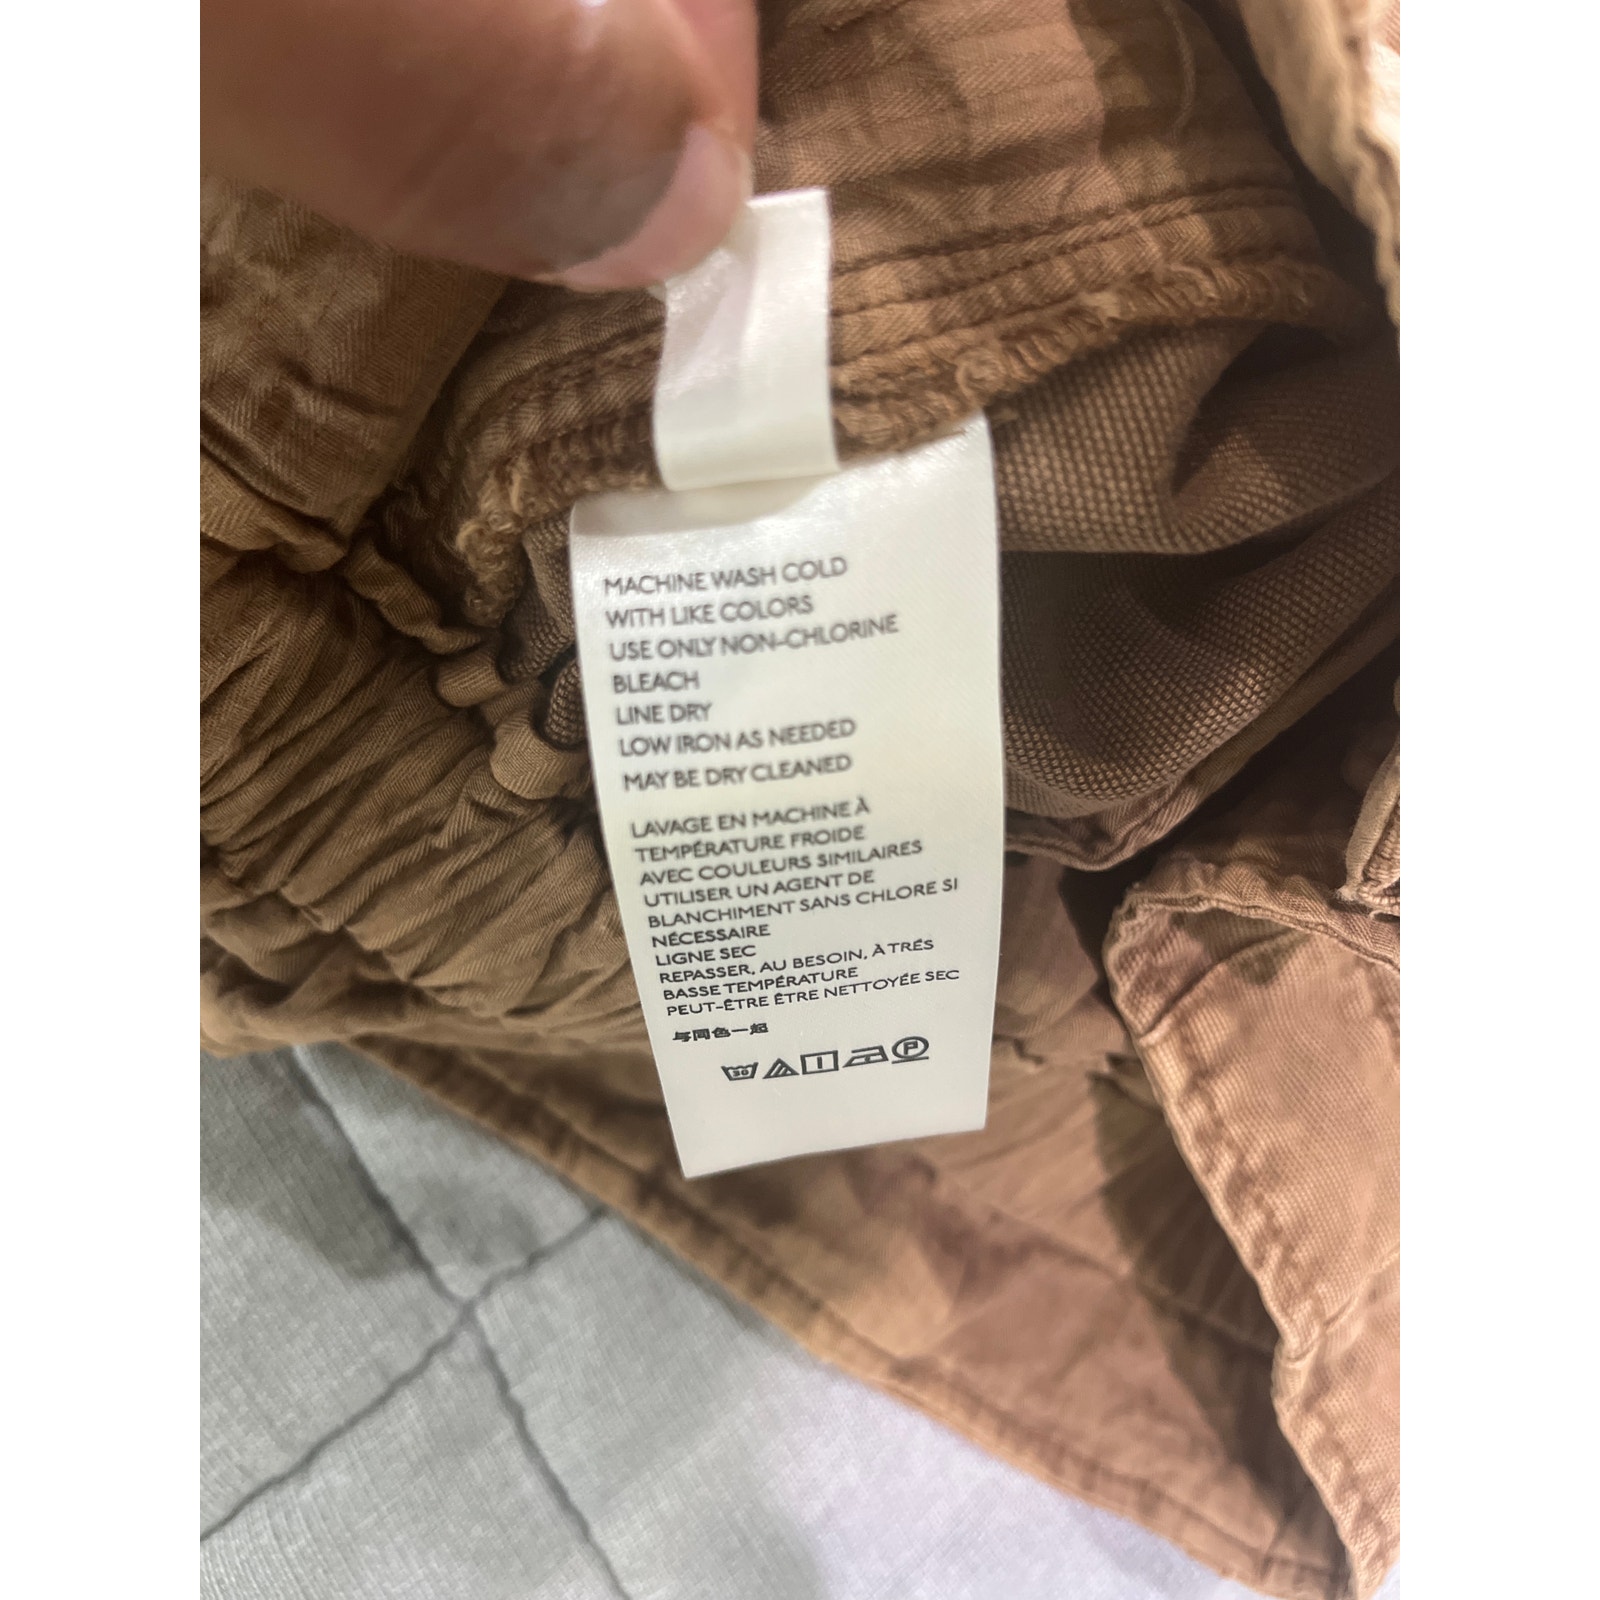 MACHINE WASH COLD
WITH LIKE COLORS
USE ONLY NON-CHLORINE
BLEACH
LINE DRY
LOW IRON AS NEEDED
MAY BE DRY CLEANED
LAVAGE EN MACHINE À
TEMPÉRATURE FROIDE
AVEC COULEURS SIMILAIRES
UTILISER UN AGENT DE
BLANCHIMENT SANS CHLORE SI
NÉCESSAIRE
LIGNE SEC
REPASSER, AU BESOIN, À TRÉS
BASSE TEMPÉRATURE
PEUT-ÊTRE ÊTRE NETTOYÉE SEC
与同色一起
30 P